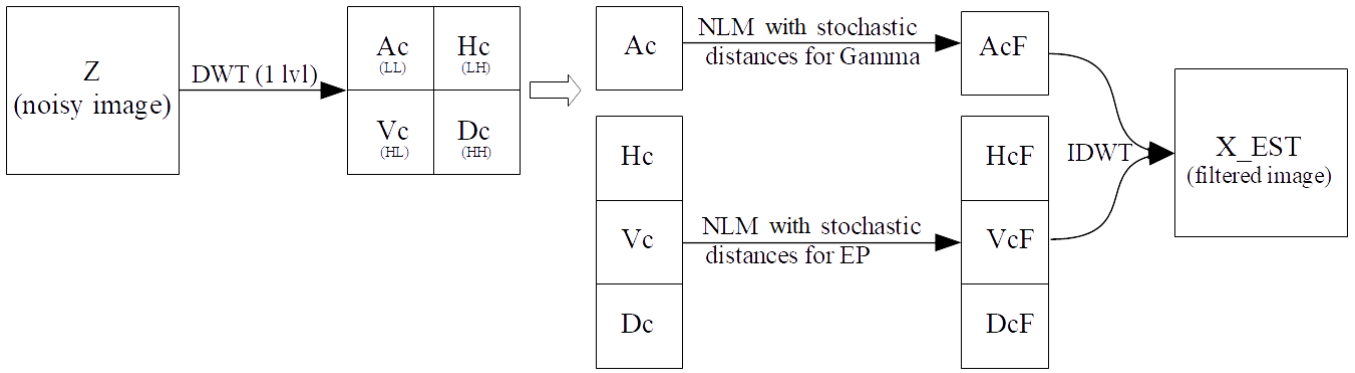 Z
(noisy image)
DWT (1 lvl)
Ac
(LL)
Hc
(LH)
Vc
(HL)
Dc
(HH)
Ac
NLM with stochastic
distances for Gamma
AcF
Hc
Vc
Dc
NLM with stochastic
distances for EP
HcF
VcF
DcF
IDWT
X_EST
(filtered image)